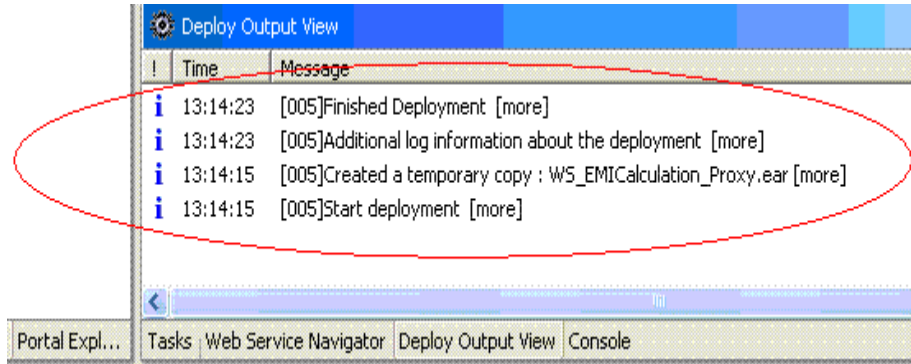 Deploy Output View
! Time Message
i 13:14:23 [005]Finished Deployment [more]
i 13:14:23 [005]Additional log information about the deployment [more]
i 13:14:15 [005]Created a temporary copy : WS_EMICalculation_Proxy.ear [more]
i 13:14:15 [005]Start deployment [more]
Portal Expl... Tasks Web Service Navigator Deploy Output View Console